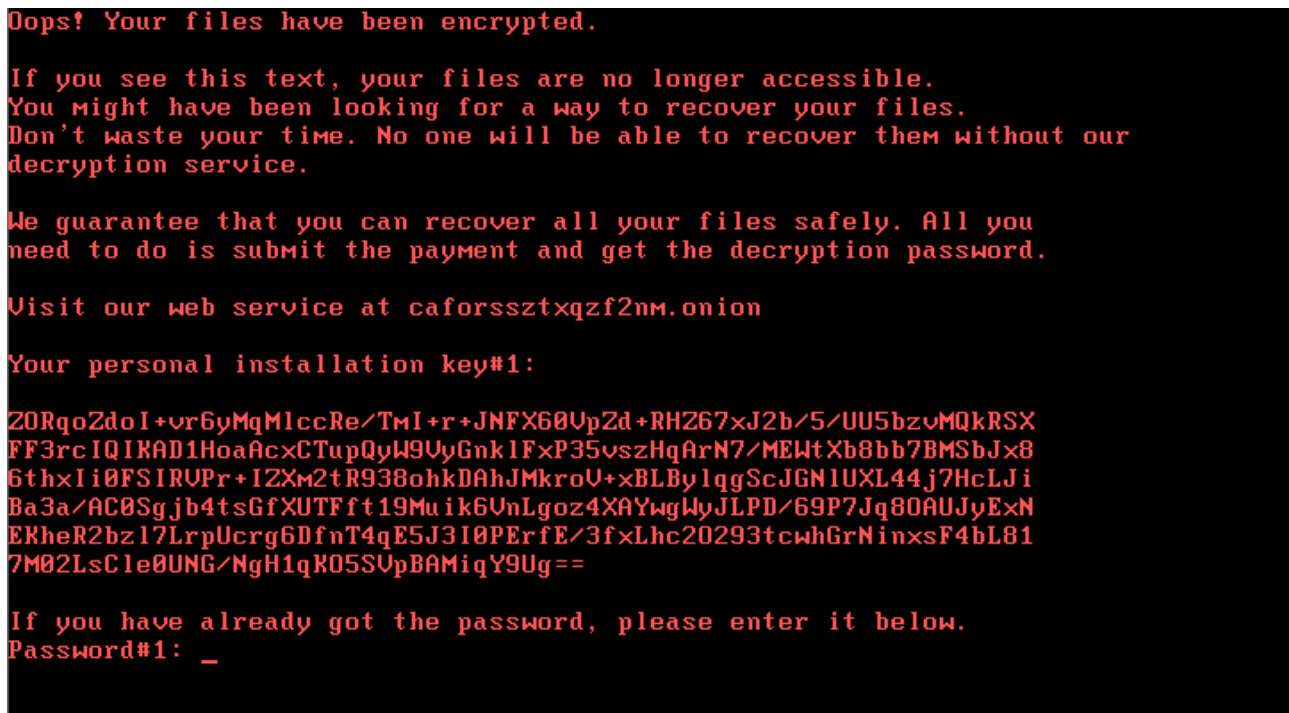 Oops! Your files have been encrypted.
If you see this text, your files are no longer accessible.
You might have been looking for a way to recover your files.
Don't waste your time. No one will be able to recover them without our
decryption service.
We guarantee that you can recover all your files safely. All you
need to do is submit the payment and get the decryption password.
Visit our web service at caforssztxqzf2nm.onion
Your personal installation key#1:
ZORqoZdoI+vr6yMqMlccRe/TmI+r+JNFX60VpZd+RHZ67xJ2b/5/UU5bzvMQkRSX
FF3rcIQIKAD1HoaAcxCTupQyW9VyGnklFxP35vszHqArN7/MEWtXb8bb7BMSbJx8
6thxIi0FSIRVPr+IZXm2tR938ohkDAhJMkroV+xBLBylqgScJGNlUXL44j7HcLJi
Ba3a/AC0Sgjb4tsGfXUTFft19Muik6VnLgoz4XAYwgWyJLPD/69P7Jq8OAUJyExN
EKheR2bzl7LrpUcrg6DfnT4qE5J3I0PErfE/3fxLhc2O293tcwhGrNinxsF4bL81
7M02LsCle0UNG/NgH1qKO5SVpBAMiqY9Ug==
If you have already got the password, please enter it below.
Password#1: _